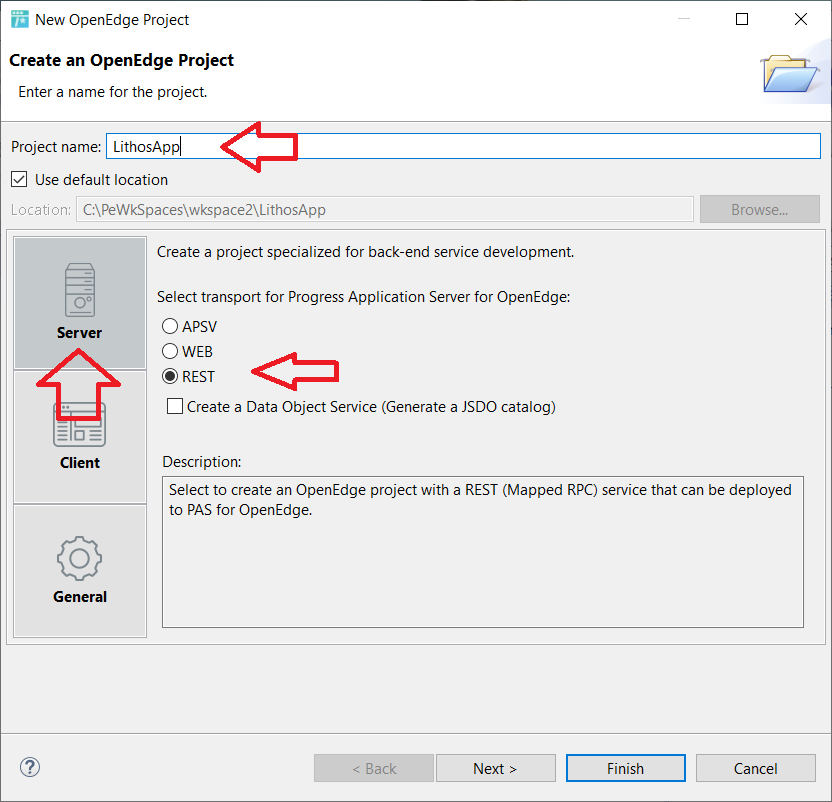 New OpenEdge Project
Create an OpenEdge Project
Enter a name for the project.
Project name: LithosApp
Use default location
Location: C:\PeWkSpaces\wkspace2\LithosApp Browse...
Server
Client
General
Create a project specialized for back-end service development.
Select transport for Progress Application Server for OpenEdge:
APSV
WEB
REST
Create a Data Object Service (Generate a JSDO catalog)
Description:
Select to create an OpenEdge project with a REST (Mapped RPC) service that can be deployed
to PAS for OpenEdge.
? < Back Next > Finish Cancel